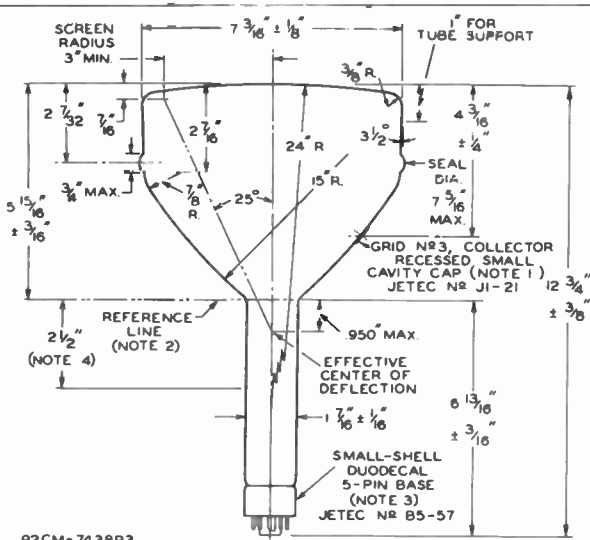 SCREEN
RADIUS
3" MIN.
7 3/16" ± 1/8"
1" FOR
TUBE SUPPORT
3/8" R.
2 7/32"
7/16"
2 7/16"
24" R
3 1/2°
4 3/16"
± 1/4"
3/4" MAX.
7/8"
R.
25°
15" R.
SEAL
DIA.
7 5/16"
MAX.
5 15/16"
± 3/16"
GRID Nº3, COLLECTOR
RECESSED, SMALL
CAVITY CAP (NOTE 1)
JETEC Nº J1-21
12 3/4"
± 3/8"
REFERENCE
LINE
(NOTE 2)
2 1/2"
(NOTE 4)
.950" MAX.
EFFECTIVE
CENTER OF
DEFLECTION
1 7/16" ± 1/16"
6 13/16"
± 3/16"
SMALL-SHELL
DUODECAL
5-PIN BASE
(NOTE 3)
JETEC Nº B5-57